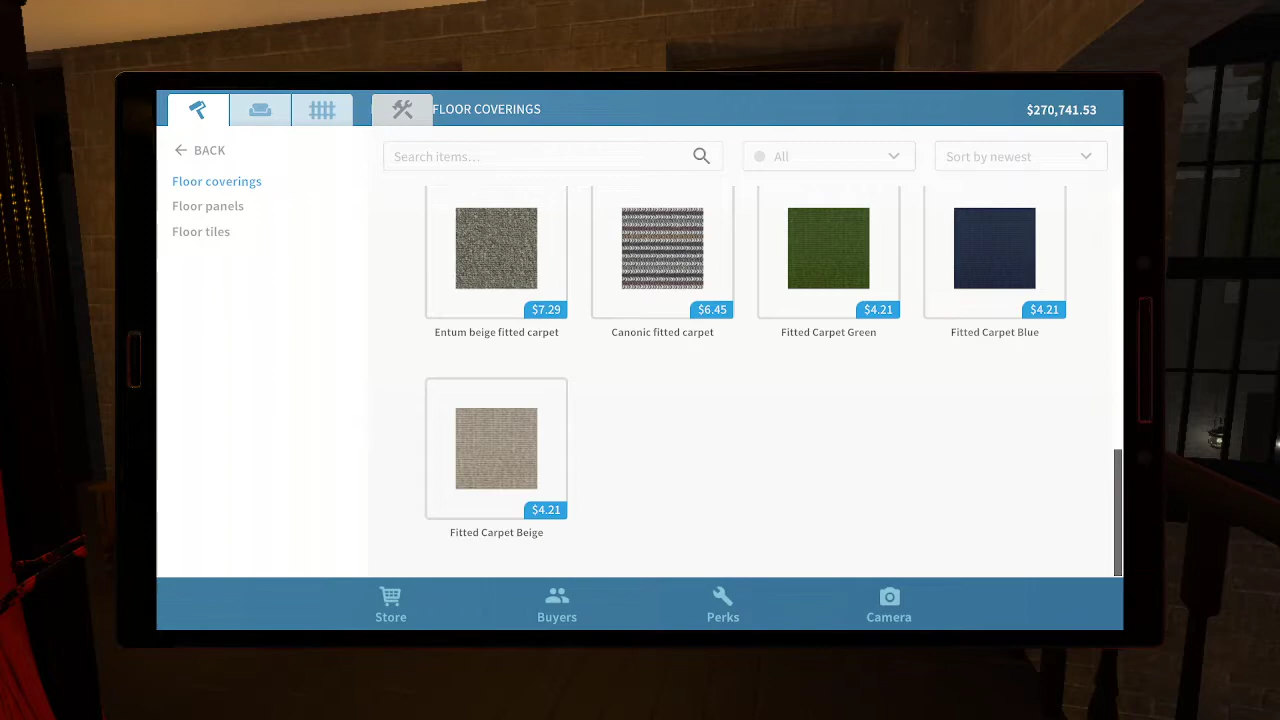 FLOOR COVERINGS
$270,741.53
BACK
Search items...
All
Sort by newest
Floor coverings
Floor panels
Floor tiles
$7.29
$6.45
$4.21
$4.21
Entum beige fitted carpet
Canonic fitted carpet
Fitted Carpet Green
Fitted Carpet Blue
$4.21
Fitted Carpet Beige
Store
Buyers
Perks
Camera